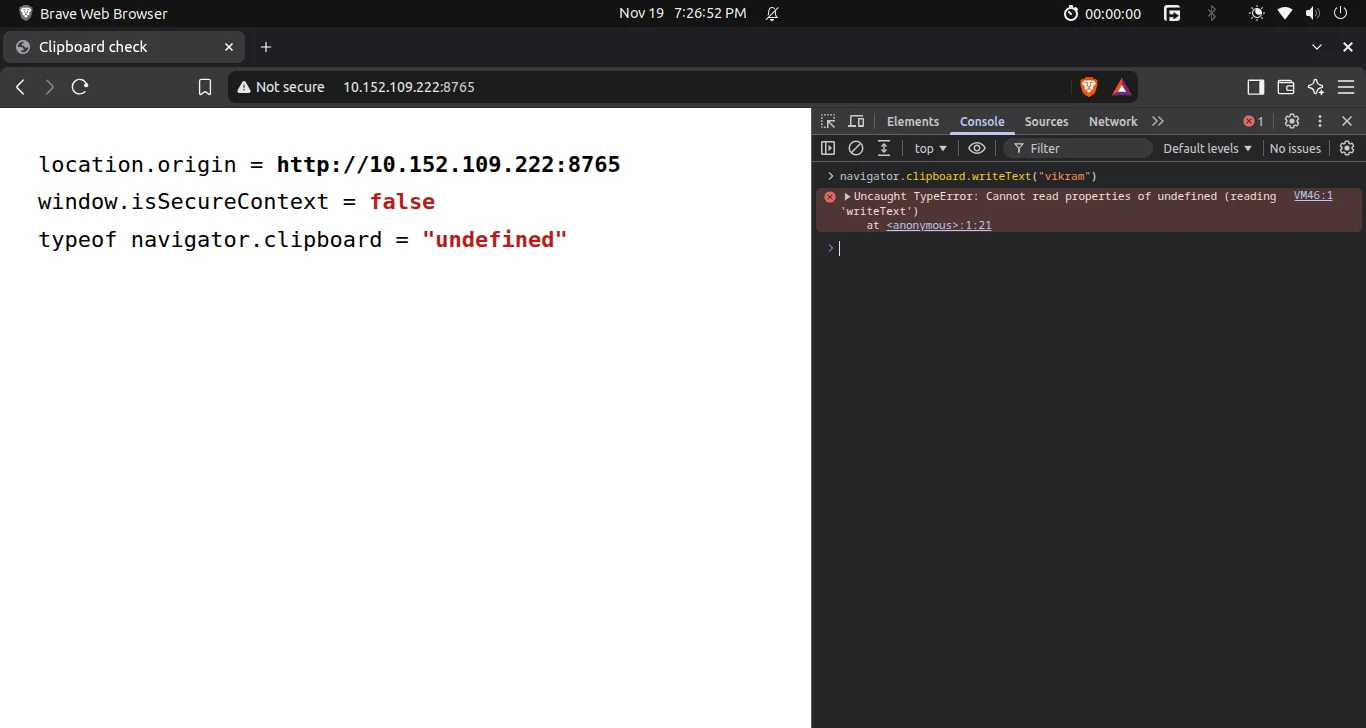 Brave Web Browser
Nov 19 7:26:52 PM
00:00:00
Clipboard check
Not secure 10.152.109.222:8765
location.origin = http://10.152.109.222:8765
window.isSecureContext = false
typeof navigator.clipboard = "undefined"
Elements Console Sources Network 1
top Filter Default levels No issues
navigator.clipboard.writeText("vikram")
Uncaught TypeError: Cannot read properties of undefined (reading VM46:1
'writeText')
at <anonymous>:1:21